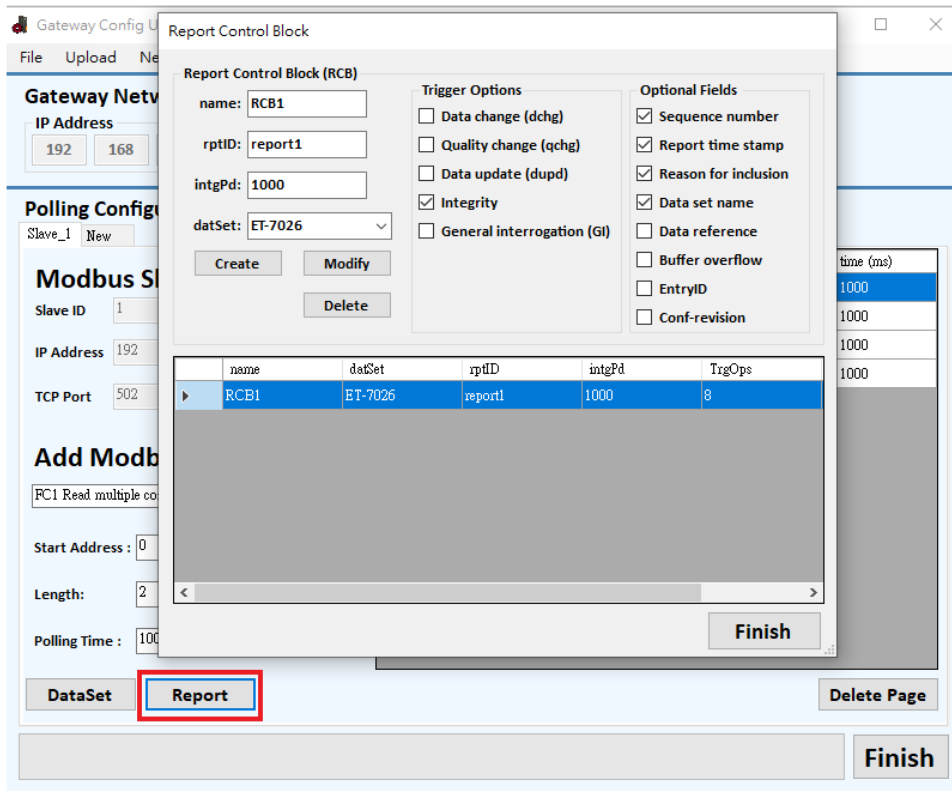 Gateway Config U
File Upload Ne
Gateway Netw
IP Address
192 168
Polling Configu
Slave_1 New
Modbus Sl
Slave ID 1
IP Address 192
TCP Port 502
Add Modb
FC1 Read multiple co
Start Address : 0
Length: 2
Polling Time : 100
DataSet Report
Report Control Block
Report Control Block (RCB)
name: RCB1
rptID: report1
intgPd: 1000
datSet: ET-7026
Create Modify
Delete
Trigger Options
Data change (dchg)
Quality change (qchg)
Data update (dupd)
Integrity
General interrogation (GI)
Optional Fields
Sequence number
Report time stamp
Reason for inclusion
Data set name
Data reference
Buffer overflow
EntryID
Conf-revision
name datSet rptID intgPd TrgOps
RCB1 ET-7026 report1 1000 8
Finish
time (ms)
1000
1000
1000
1000
Delete Page
Finish